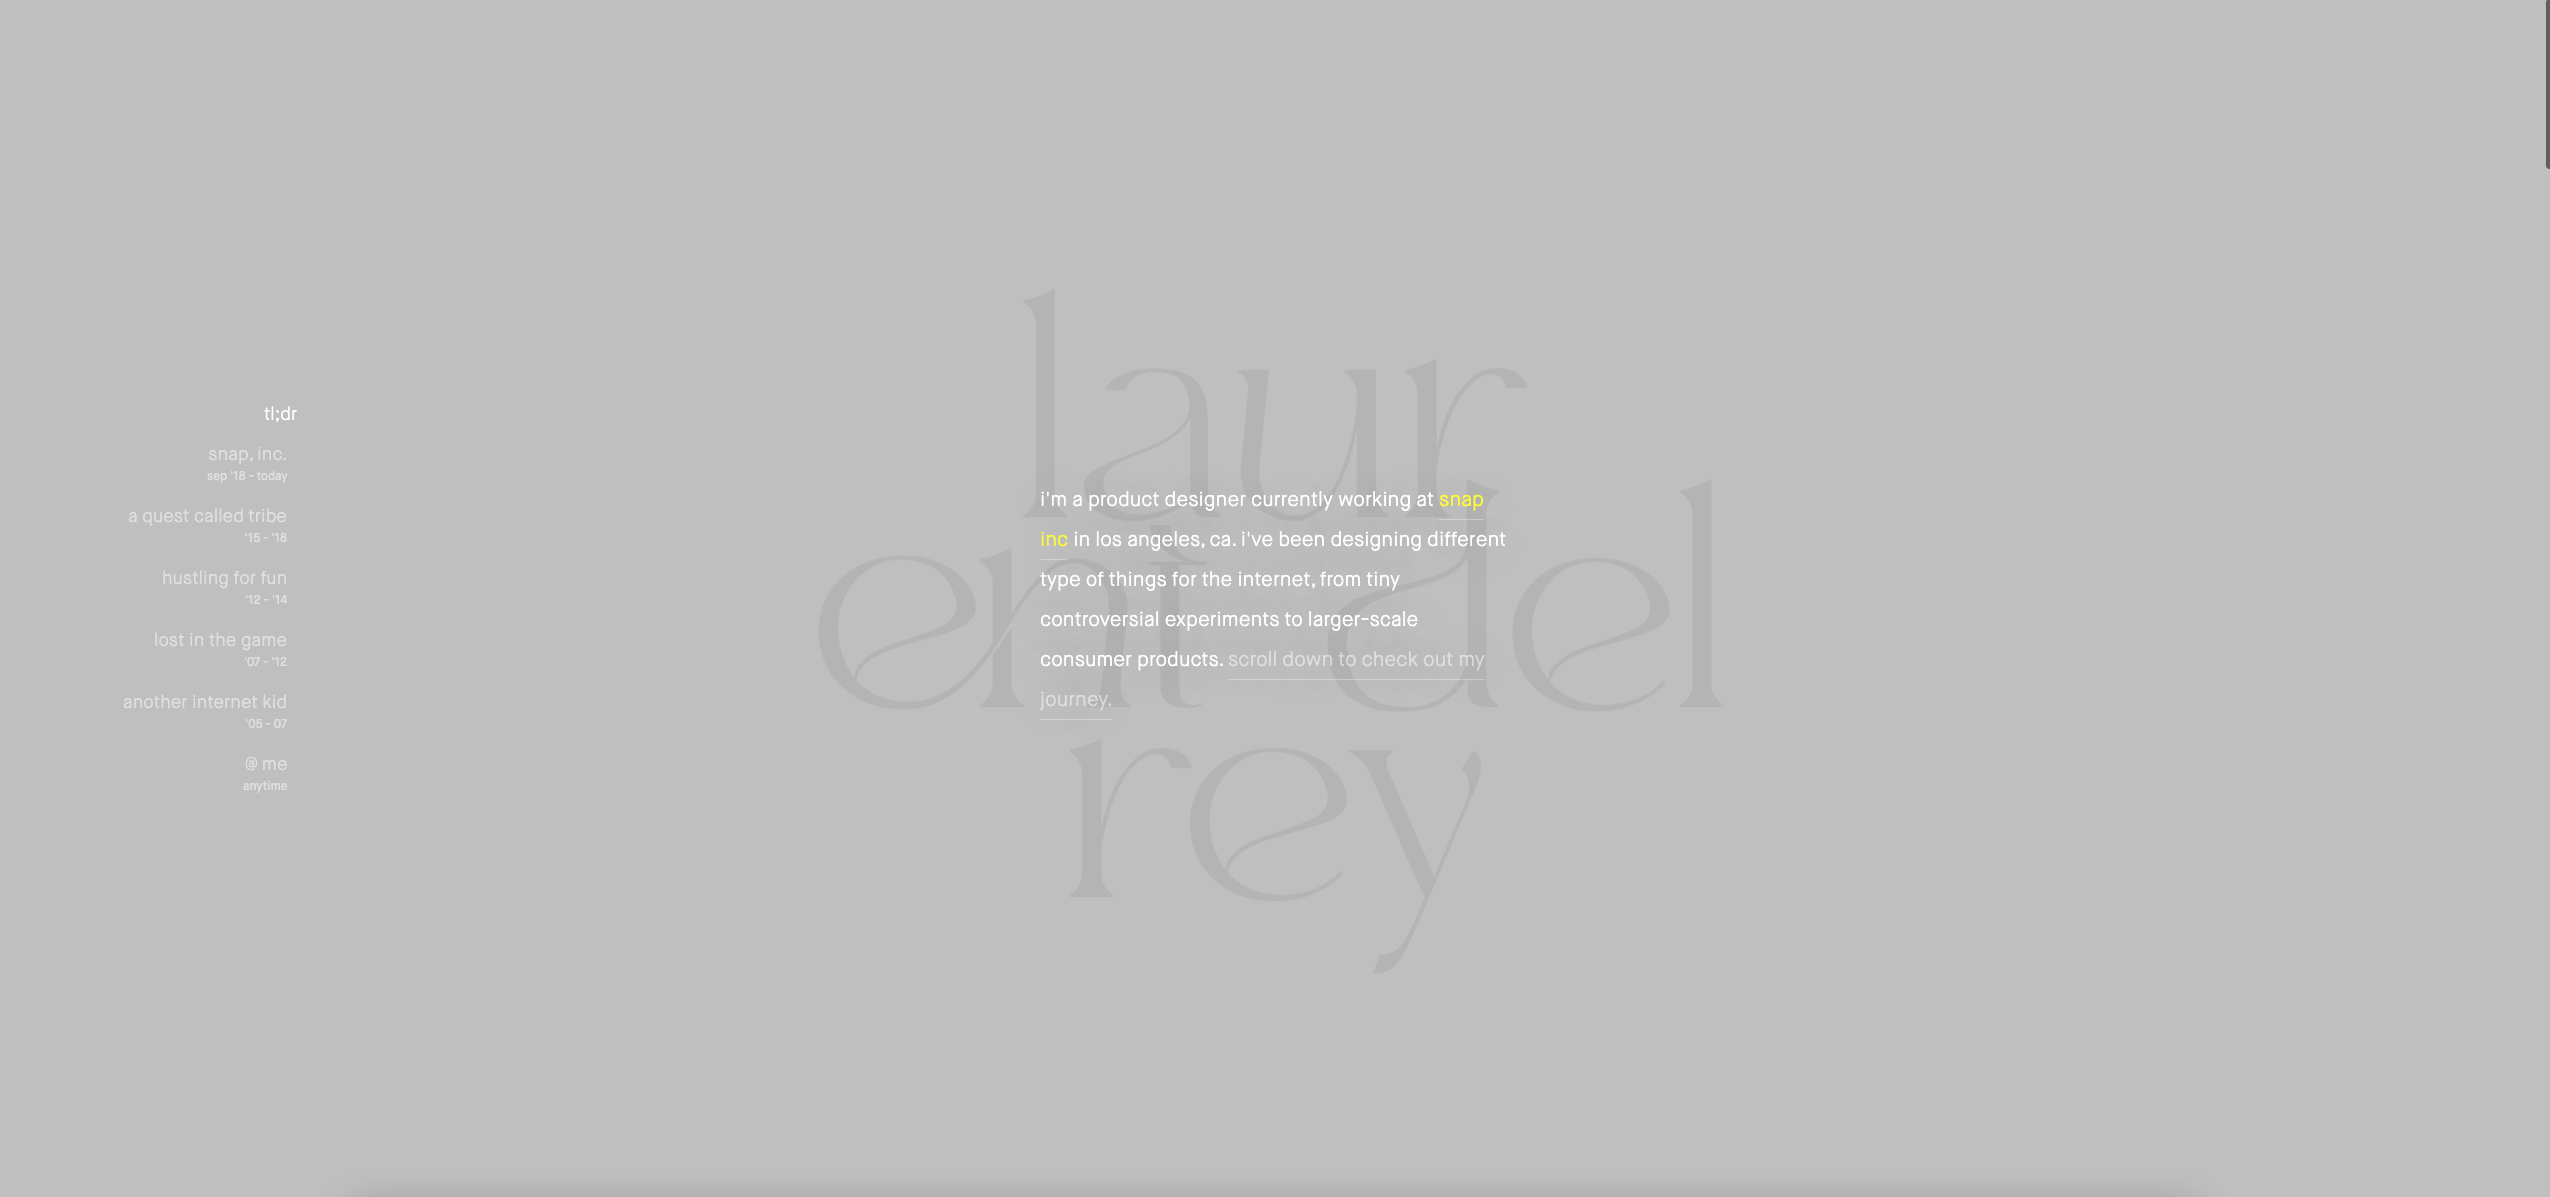 laur
ent del
rey
tl;dr
snap, inc.
sep '18 - today
a quest called tribe
'15 - '18
hustling for fun
'12 - '14
lost in the game
'07 - '12
another internet kid
'05 - 07
@ me
anytime
i'm a product designer currently working at snap
inc in los angeles, ca. i've been designing different
type of things for the internet, from tiny
controversial experiments to larger-scale
consumer products. scroll down to check out my
journey.